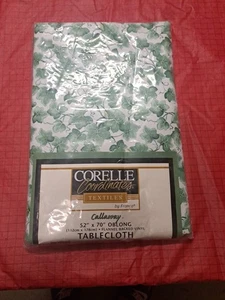 CORELLE
Coordinates
TEXTILES
Callaway
52" x 70" OBLONG
TABLECLOTH